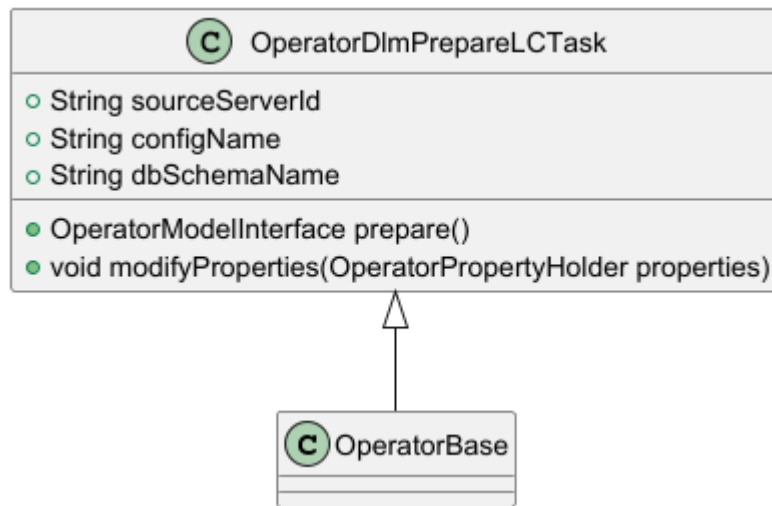 C OperatorDlmPrepareLCTask
String sourceServerId
String configName
String dbSchemaName
OperatorModelInterface prepare()
void modifyProperties(OperatorPropertyHolder properties)
C OperatorBase